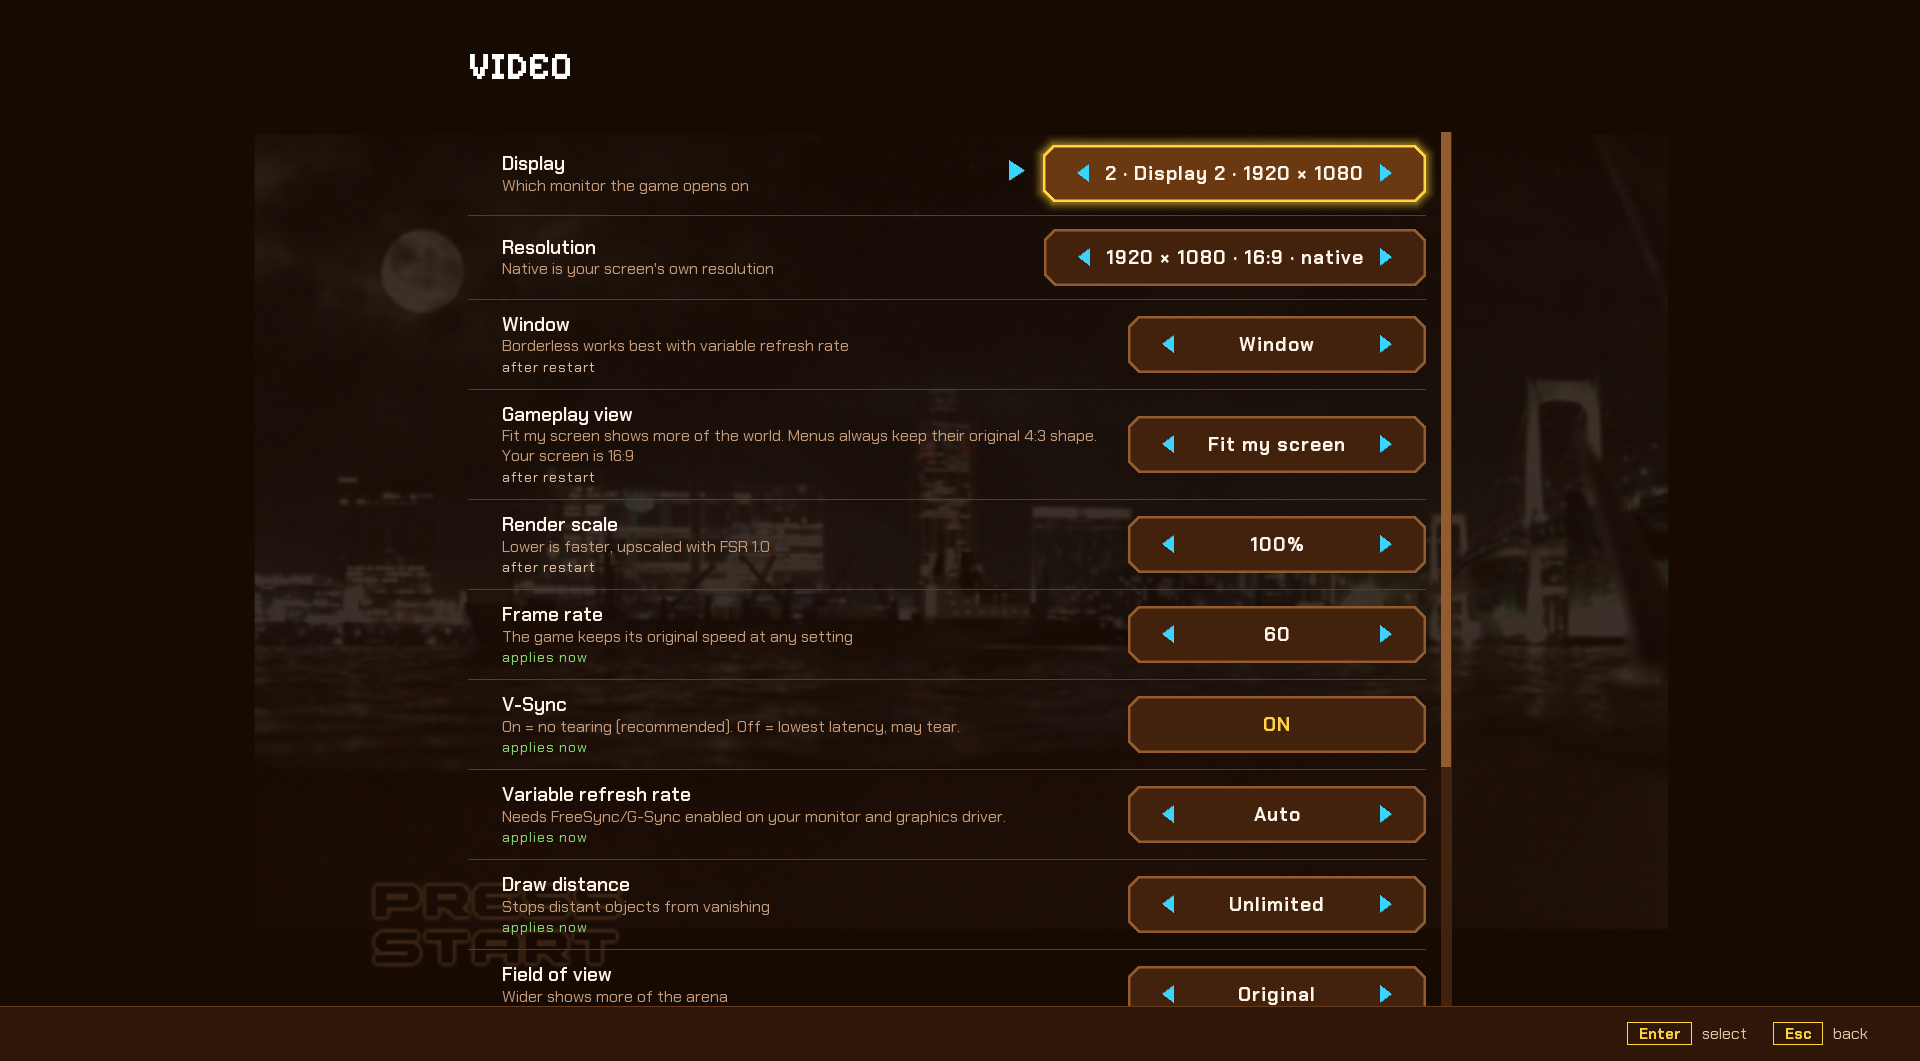 VIDEO
Display
Which monitor the game opens on
2 · Display 2 · 1920 × 1080
Resolution
Native is your screen's own resolution
1920 × 1080 · 16:9 · native
Window
Borderless works best with variable refresh rate
after restart
Window
Gameplay view
Fit my screen shows more of the world. Menus always keep their original 4:3 shape.
Your screen is 16:9
after restart
Fit my screen
Render scale
Lower is faster, upscaled with FSR 1.0
after restart
100%
Frame rate
The game keeps its original speed at any setting
applies now
60
V-Sync
On = no tearing (recommended). Off = lowest latency, may tear.
applies now
ON
Variable refresh rate
Needs FreeSync/G-Sync enabled on your monitor and graphics driver.
applies now
Auto
Draw distance
Stops distant objects from vanishing
applies now
Unlimited
PRESS
START
Field of view
Wider shows more of the arena
Original
Enter select Esc back